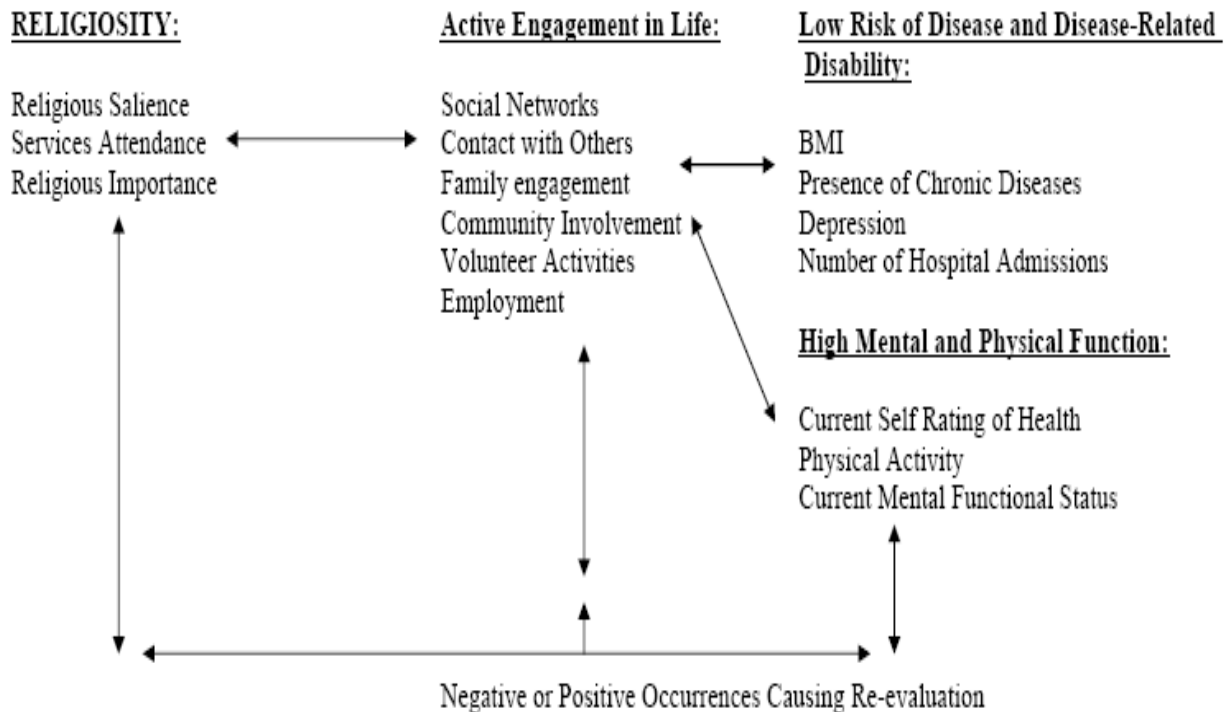 RELIGIOSITY:
Religious Salience
Services Attendance
Religious Importance
Active Engagement in Life:
Social Networks
Contact with Others
Family engagement
Community Involvement
Volunteer Activities
Employment
Low Risk of Disease and Disease-Related
Disability:
BMI
Presence of Chronic Diseases
Depression
Number of Hospital Admissions
High Mental and Physical Function:
Current Self Rating of Health
Physical Activity
Current Mental Functional Status
Negative or Positive Occurrences Causing Re-evaluation